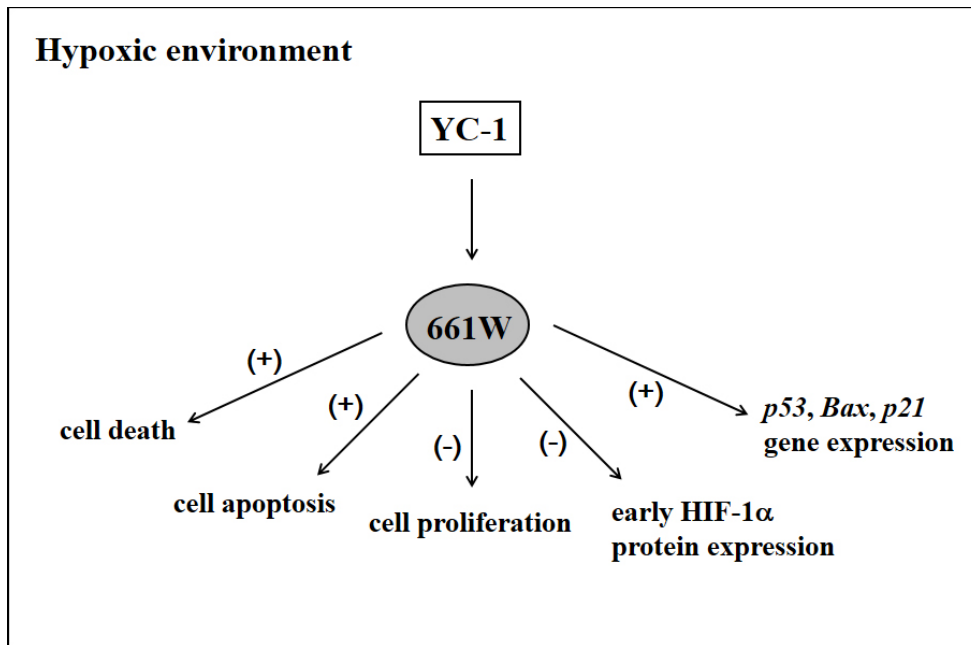 Hypoxic environment
YC-1
661W
(+)
(+)
(-)
(-)
(+)
cell death
cell apoptosis
cell proliferation
early HIF-1α
protein expression
p53, Bax, p21
gene expression